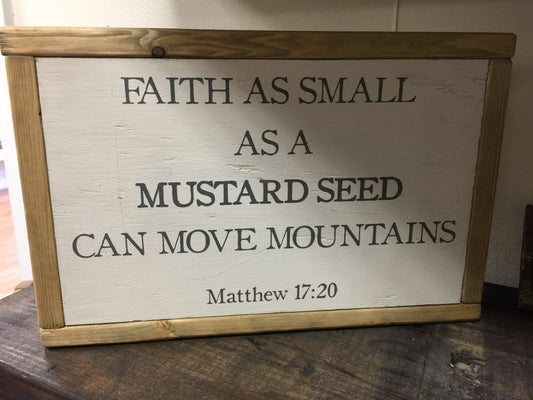 FAITH AS SMALL
AS A
MUSTARD SEED
CAN MOVE MOUNTAINS
Matthew 17:20